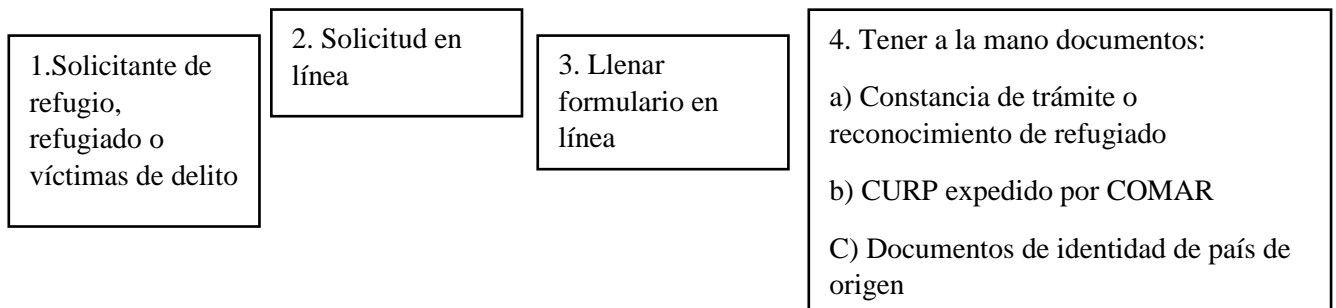 1.Solicitante de
refugio,
refugiado o
víctimas de delito
2. Solicitud en
línea
3. Llenar
formulario en
línea
4. Tener a la mano documentos:
a) Constancia de trámite o
reconocimiento de refugiado
b) CURP expedido por COMAR
C) Documentos de identidad de país de
origen